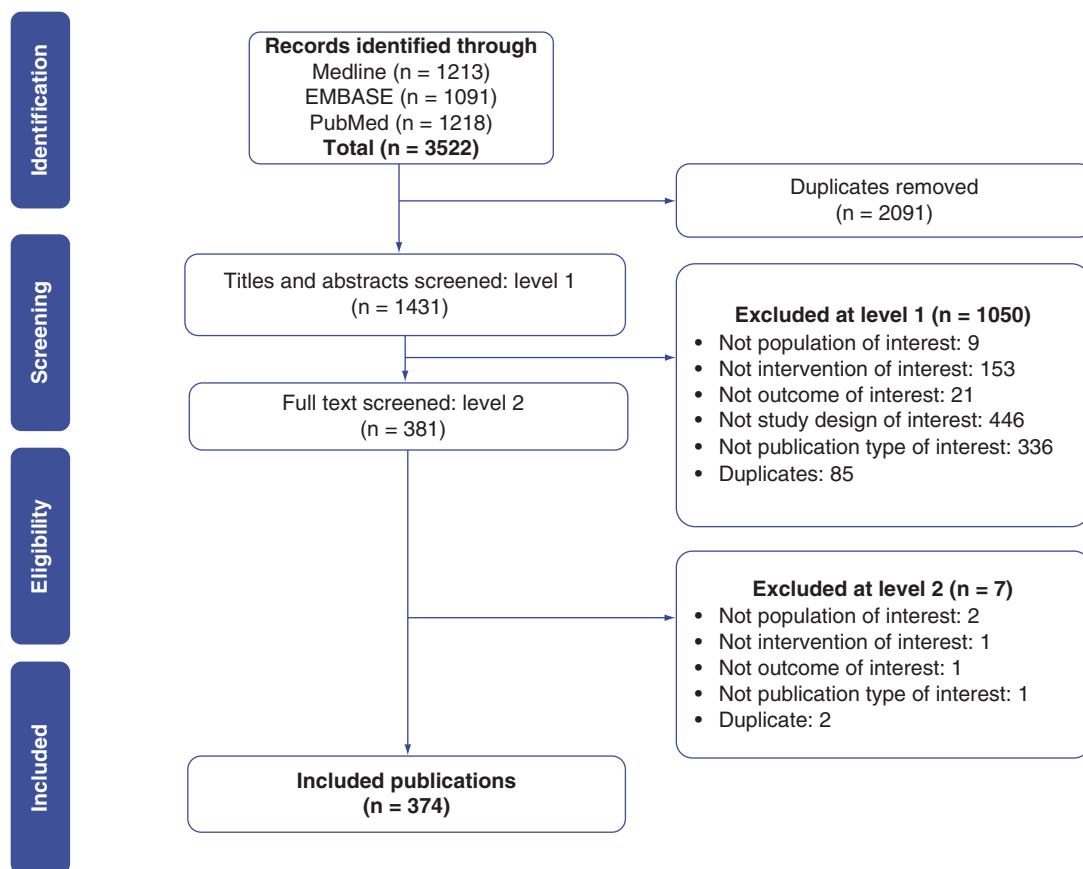 Identification
Records identified through
Medline (n = 1213)
EMBASE (n = 1091)
PubMed (n = 1218)
Total (n = 3522)
Duplicates removed
(n = 2091)
Screening
Titles and abstracts screened: level 1
(n = 1431)
Excluded at level 1 (n = 1050)
• Not population of interest: 9
• Not intervention of interest: 153
• Not outcome of interest: 21
• Not study design of interest: 446
• Not publication type of interest: 336
• Duplicates: 85
Full text screened: level 2
(n = 381)
Eligibility
Excluded at level 2 (n = 7)
• Not population of interest: 2
• Not intervention of interest: 1
• Not outcome of interest: 1
• Not publication type of interest: 1
• Duplicate: 2
Included
Included publications
(n = 374)